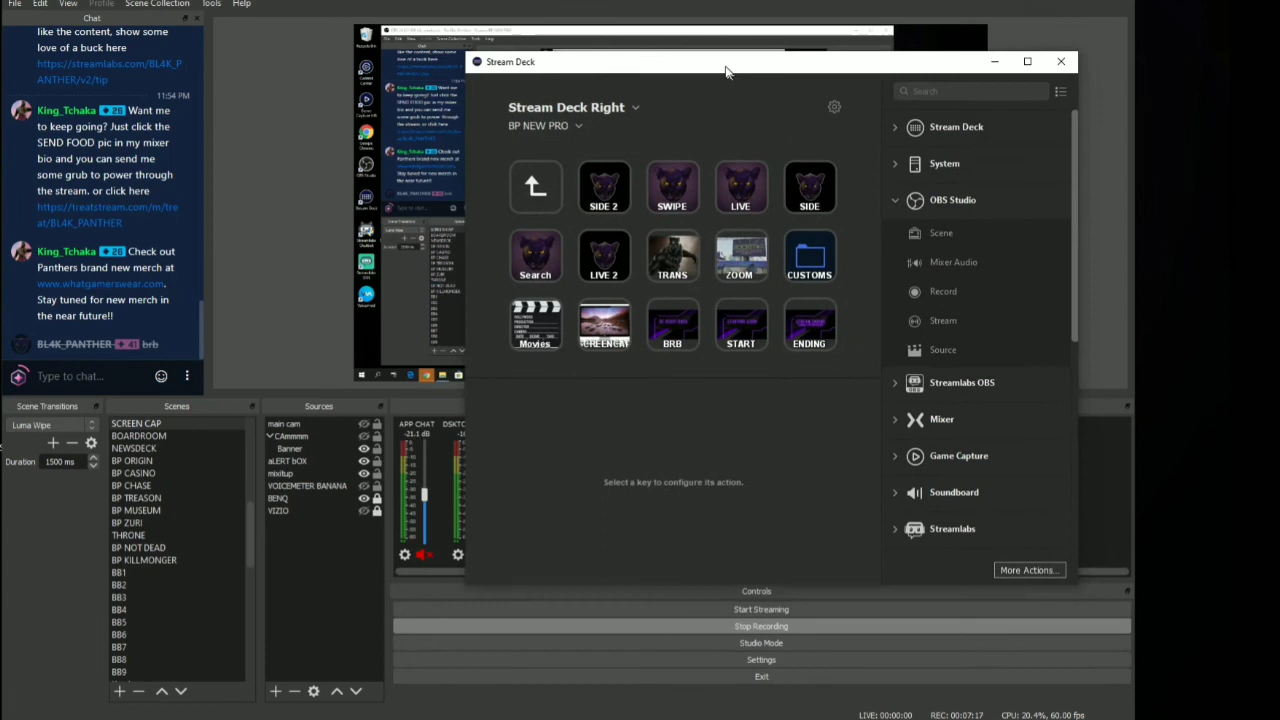 File Edit View Profile Scene Collection Tools Help
Chat
like the content, show some
love of a buck here
https://streamlabs.com/BL4K_P
ANTHER/v2/tip
11:54 PM
King_Tchaka 26 Want me
to keep going? Just click the
SEND FOOD pic in my mixer
bio and you can send me
some grub to power through
the stream. or click here
https://treatstream.com/m/tre
at/BL4K_PANTHER
King_Tchaka 26 Check out
Panthers brand new merch at
www.whatgamerswear.com.
Stay tuned for new merch in
the near future!!
BL4K_PANTHER 41 brb
Type to chat...
Scene Transitions
Luma Wipe
Duration 1500 ms
Scenes
SCREEN CAP
BOARDROOM
NEWSDECK
BP ORIGIN
BP CASINO
BP CHASE
BP TREASON
BP MUSEUM
BP ZURI
THRONE
BP NOT DEAD
BP KILLMONGER
BB1
BB2
BB3
BB4
BB5
BB6
BB7
BB8
BB9
Sources
main cam
CAmmmm
Banner
aLERT bOX
mixitup
VOICEMETER BANANA
BENQ
VIZIO
APP CHAT
-21.1 dB
DSKTC
Stream Deck
Stream Deck Right
BP NEW PRO
SIDE 2
SWIPE
LIVE
SIDE
Search
LIVE 2
TRANS
ZOOM
CUSTOMS
Movies
CREENCAP
BRB
START
ENDING
Select a key to configure its action.
Search
Stream Deck
System
OBS Studio
Scene
Mixer Audio
Record
Stream
Source
Streamlabs OBS
Mixer
Game Capture
Soundboard
Streamlabs
More Actions...
Controls
Start Streaming
Stop Recording
Studio Mode
Settings
Exit
LIVE: 00:00:00 REC: 00:07:17 CPU: 20.4%, 60.00 fps